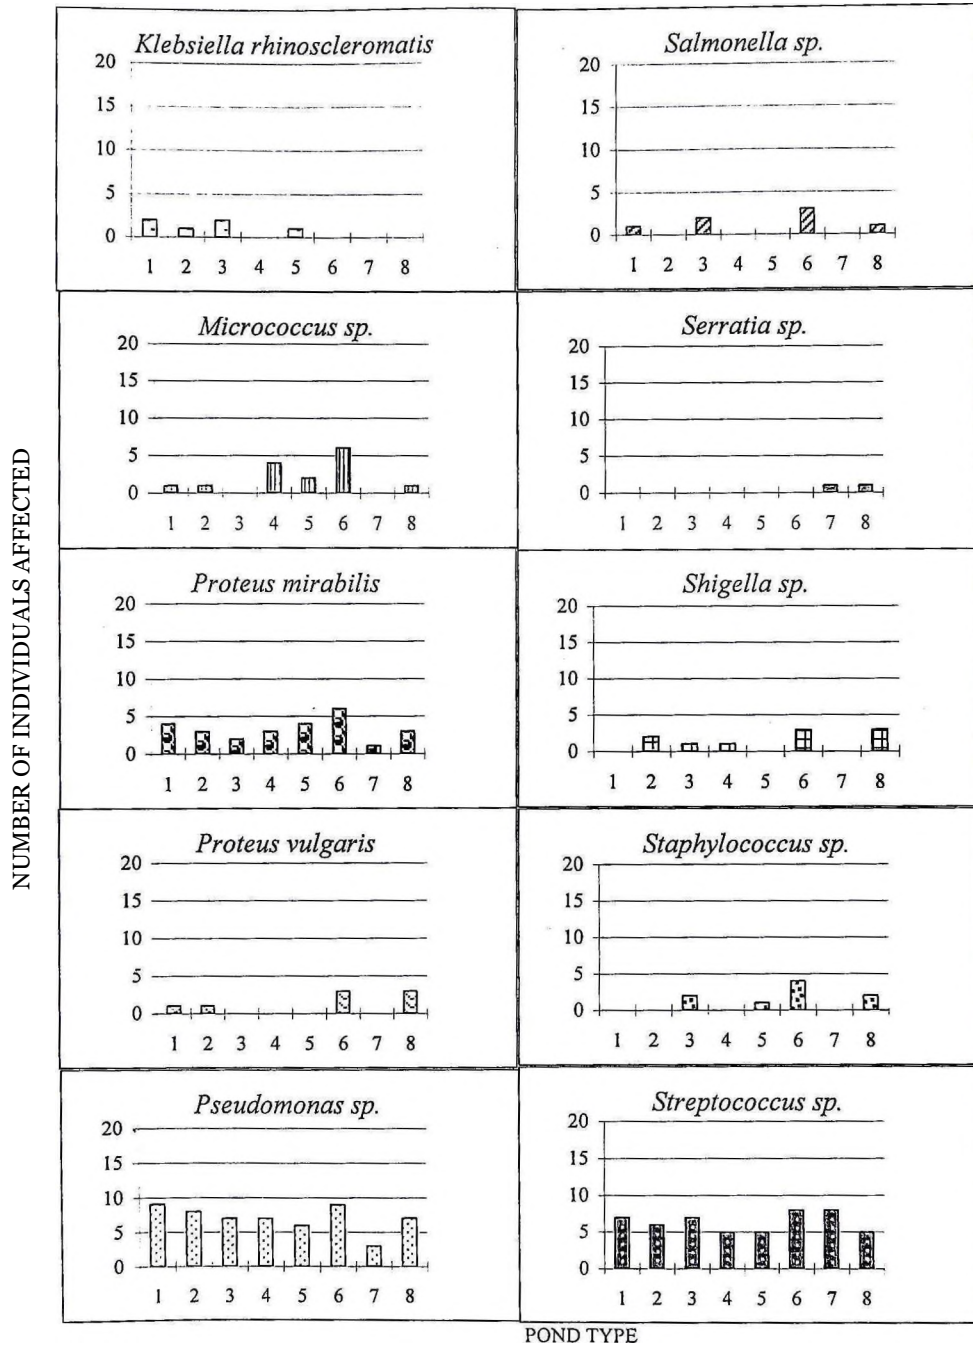 NUMBER OF INDIVIDUALS AFFECTED
Klebsiella rhinoscleromatis
20
15
10
5
0
1 2 3 4 5 6 7 8
Salmonella sp.
20
15
10
5
0
1 2 3 4 5 6 7 8
Micrococcus sp.
20
15
10
5
0
1 2 3 4 5 6 7 8
Serratia sp.
20
15
10
5
0
1 2 3 4 5 6 7 8
Proteus mirabilis
20
15
10
5
0
1 2 3 4 5 6 7 8
Shigella sp.
20
15
10
5
0
1 2 3 4 5 6 7 8
Proteus vulgaris
20
15
10
5
0
1 2 3 4 5 6 7 8
Staphylococcus sp.
20
15
10
5
0
1 2 3 4 5 6 7 8
Pseudomonas sp.
20
15
10
5
0
1 2 3 4 5 6 7 8
Streptococcus sp.
20
15
10
5
0
1 2 3 4 5 6 7 8
POND TYPE